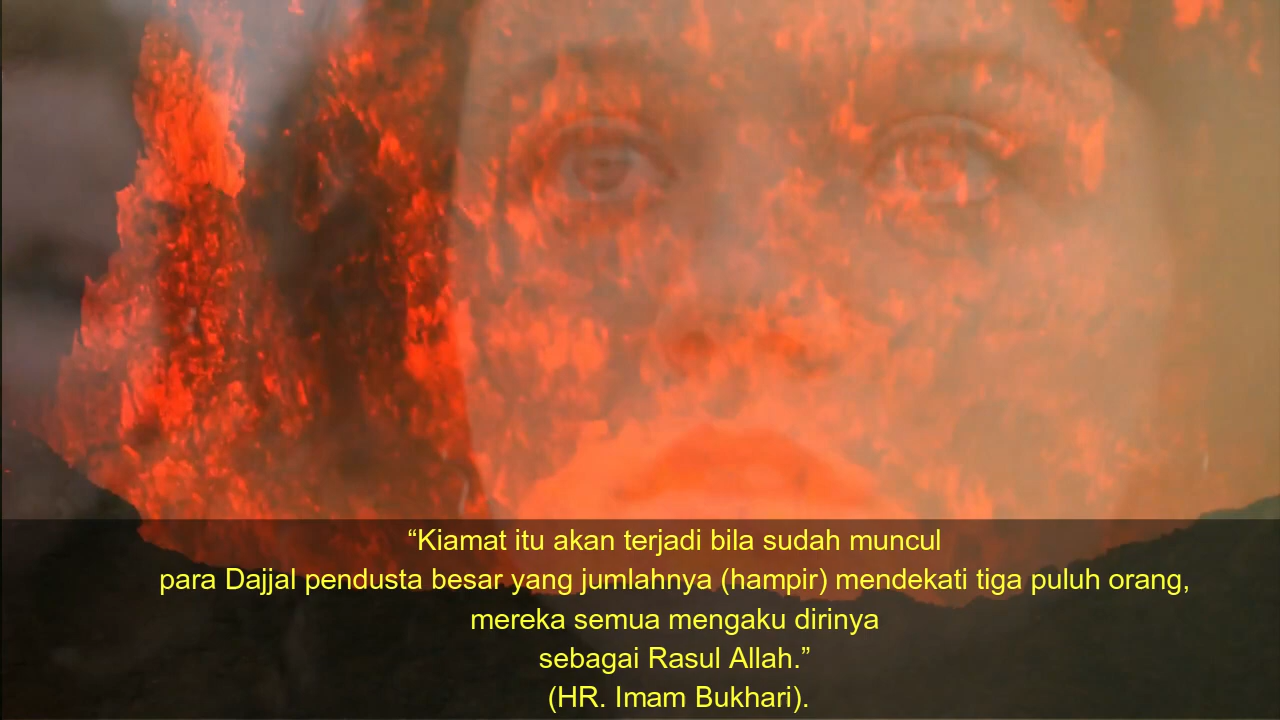 “Kiamat itu akan terjadi bila sudah muncul
para Dajjal pendusta besar yang jumlahnya (hampir) mendekati tiga puluh orang,
mereka semua mengaku dirinya
sebagai Rasul Allah.”
(HR. Imam Bukhari).